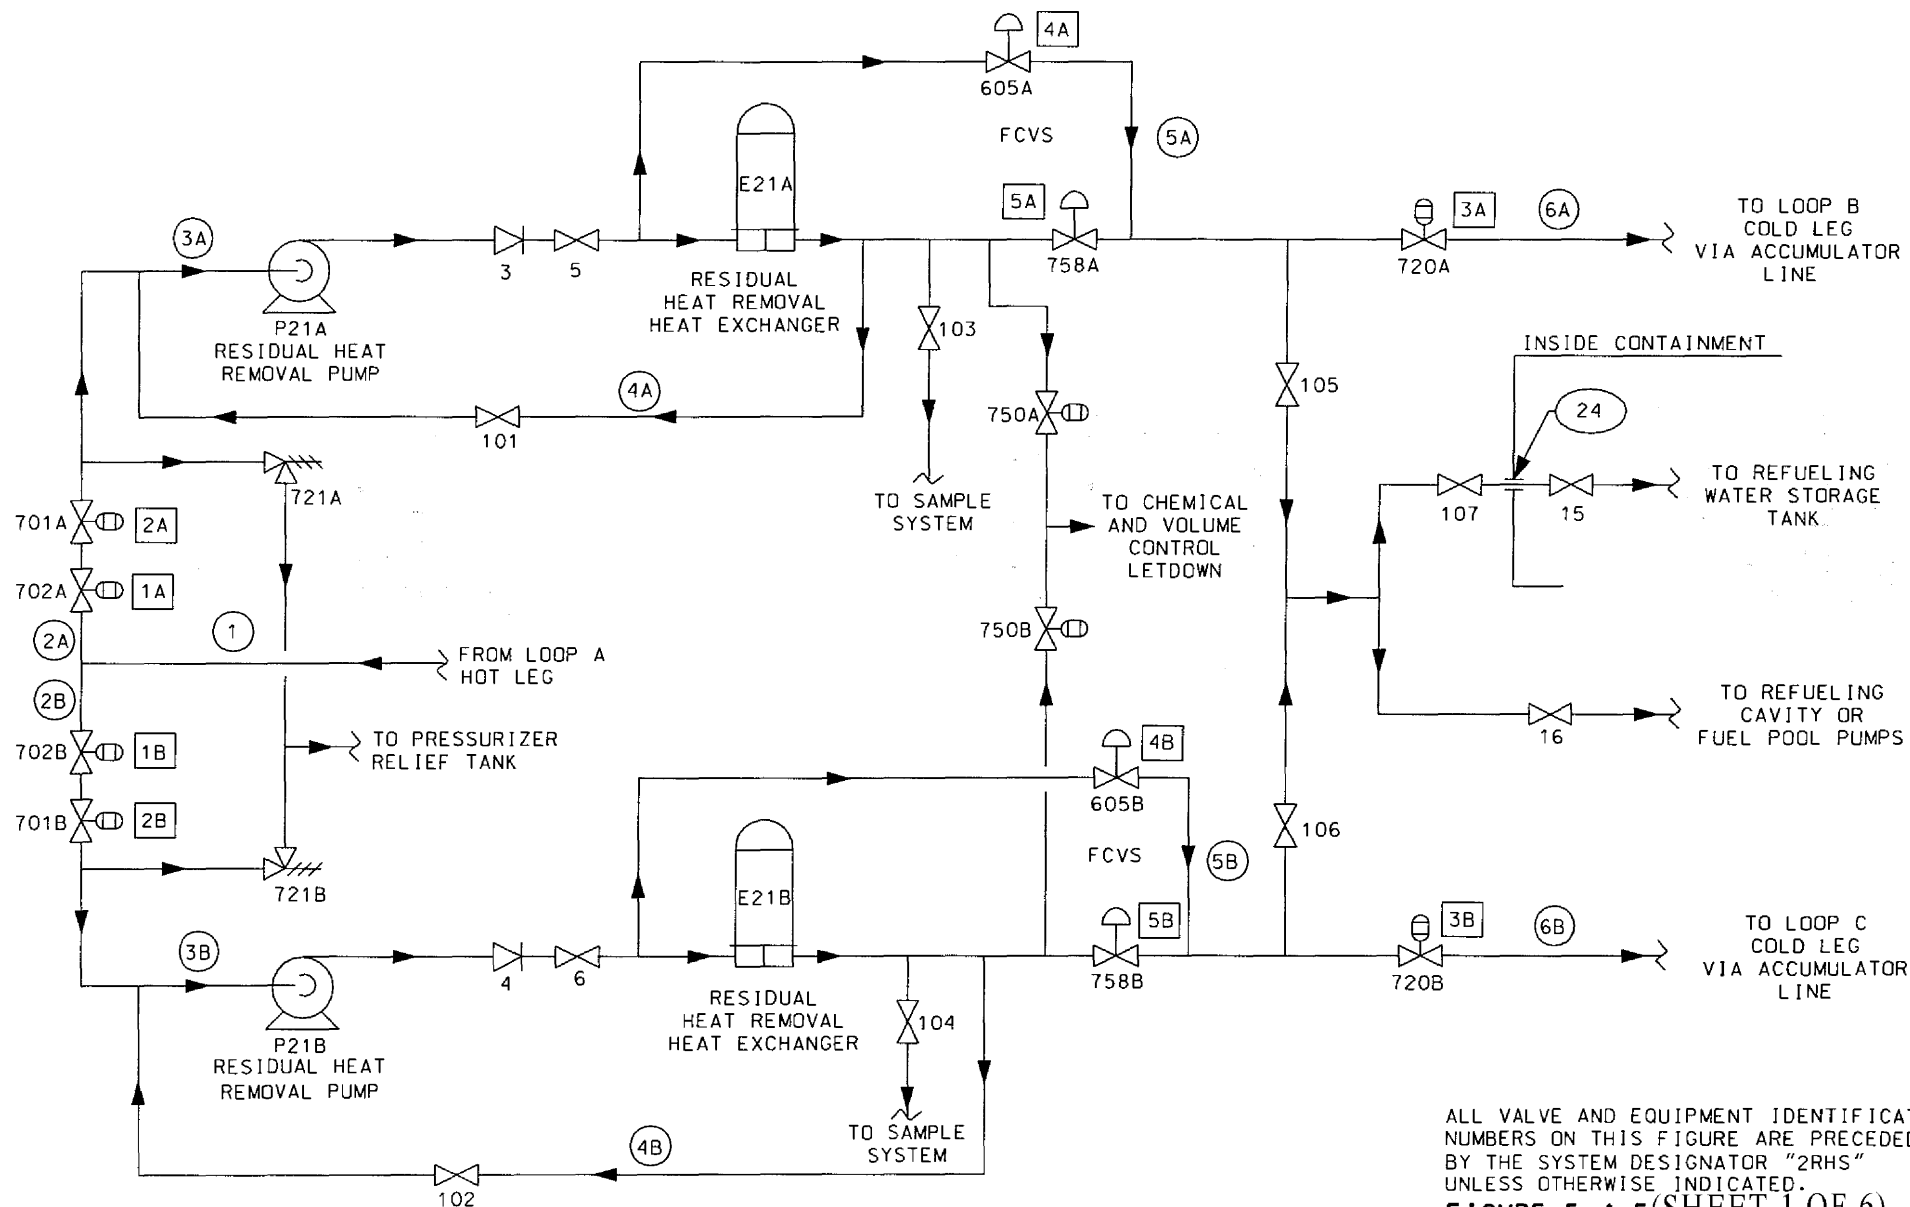 4A
605A
FCVS
5A
E21A
5A
758A
3A
P21A
RESIDUAL HEAT
REMOVAL PUMP
3
5
RESIDUAL
HEAT REMOVAL
HEAT EXCHANGER
3A
720A
6A
TO LOOP B
COLD LEG
VIA ACCUMULATOR
LINE
103
4A
101
TO SAMPLE
SYSTEM
750A
105
INSIDE CONTAINMENT
24
107
15
TO REFUELING
WATER STORAGE
TANK
721A
701A
2A
702A
1A
2A
1
FROM LOOP A
HOT LEG
2B
TO CHEMICAL
AND VOLUME
CONTROL
LETDOWN
750B
702B
1B
701B
2B
TO PRESSURIZER
RELIEF TANK
721B
16
TO REFUELING
CAVITY OR
FUEL POOL PUMPS
4B
605B
FCVS
5B
106
E21B
5B
758B
3B
P21B
RESIDUAL HEAT
REMOVAL PUMP
4
6
RESIDUAL
HEAT REMOVAL
HEAT EXCHANGER
3B
720B
6B
TO LOOP C
COLD LEG
VIA ACCUMULATOR
LINE
104
TO SAMPLE
SYSTEM
4B
102
ALL VALVE AND EQUIPMENT IDENTIFICAT
NUMBERS ON THIS FIGURE ARE PRECEDED
BY THE SYSTEM DESIGNATOR "2RHS"
UNLESS OTHERWISE INDICATED.
(SHEET 1 OF 6)